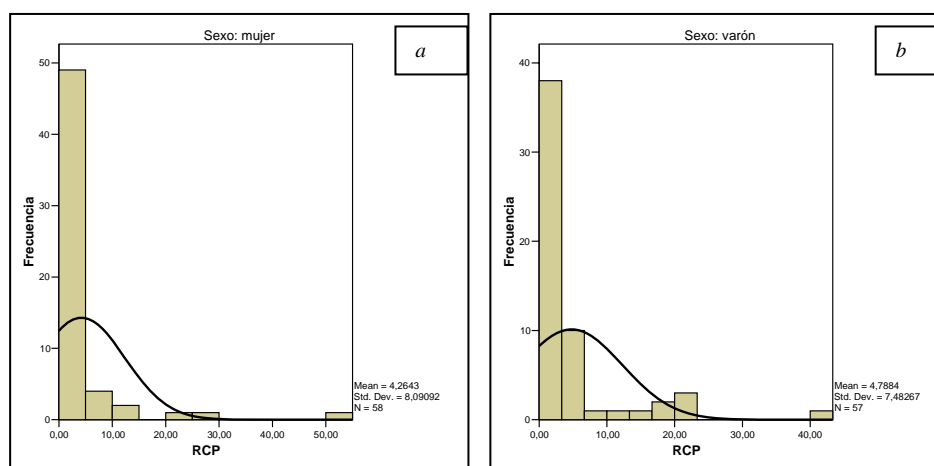 Sexo: mujer
a
50
40
30
20
10
0
Frecuencia
0,00
10,00
20,00
30,00
40,00
50,00
RCP
Mean = 4,2643
Std. Dev. = 8,09092
N = 58
Sexo: varón
b
40
30
20
10
0
Frecuencia
0,00
10,00
20,00
30,00
40,00
RCP
Mean = 4,7884
Std. Dev. = 7,48267
N = 57